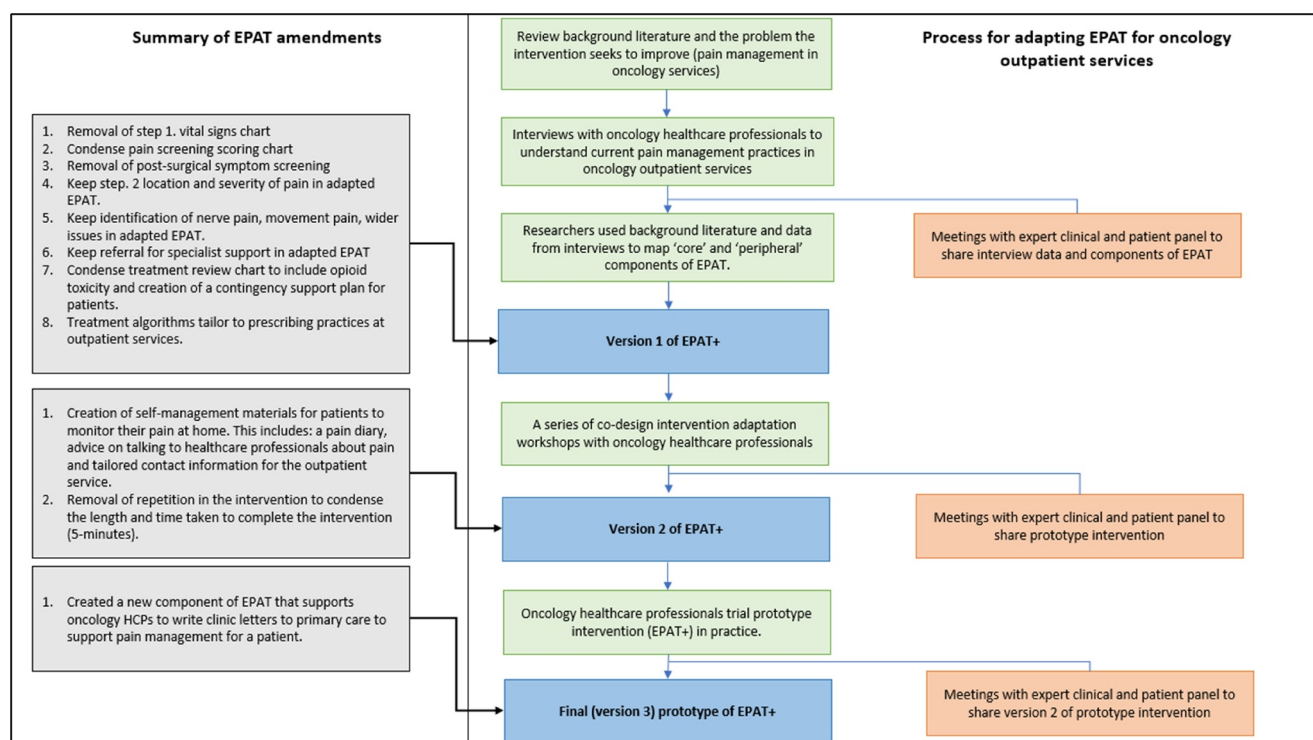 Summary of EPAT amendments
1. Removal of step 1. vital signs chart
2. Condense pain screening scoring chart
3. Removal of post-surgical symptom screening
4. Keep step. 2 location and severity of pain in adapted
EPAT.
5. Keep identification of nerve pain, movement pain, wider
issues in adapted EPAT.
6. Keep referral for specialist support in adapted EPAT
7. Condense treatment review chart to include opioid
toxicity and creation of a contingency support plan for
patients.
8. Treatment algorithms tailor to prescribing practices at
outpatient services.
1. Creation of self-management materials for patients to
monitor their pain at home. This includes: a pain diary,
advice on talking to healthcare professionals about pain
and tailored contact information for the outpatient
service.
2. Removal of repetition in the intervention to condense
the length and time taken to complete the intervention
(5-minutes).
1. Created a new component of EPAT that supports
oncology HCPs to write clinic letters to primary care to
support pain management for a patient.
Process for adapting EPAT for oncology
outpatient services
Review background literature and the problem the
intervention seeks to improve (pain management in
oncology services)
Interviews with oncology healthcare professionals to
understand current pain management practices in
oncology outpatient services
Researchers used background literature and data
from interviews to map ‘core’ and ‘peripheral’
components of EPAT.
Meetings with expert clinical and patient panel to
share interview data and components of EPAT
Version 1 of EPAT+
A series of co-design intervention adaptation
workshops with oncology healthcare professionals
Meetings with expert clinical and patient panel to
share prototype intervention
Version 2 of EPAT+
Oncology healthcare professionals trial prototype
intervention (EPAT+) in practice.
Meetings with expert clinical and patient panel to
share version 2 of prototype intervention
Final (version 3) prototype of EPAT+